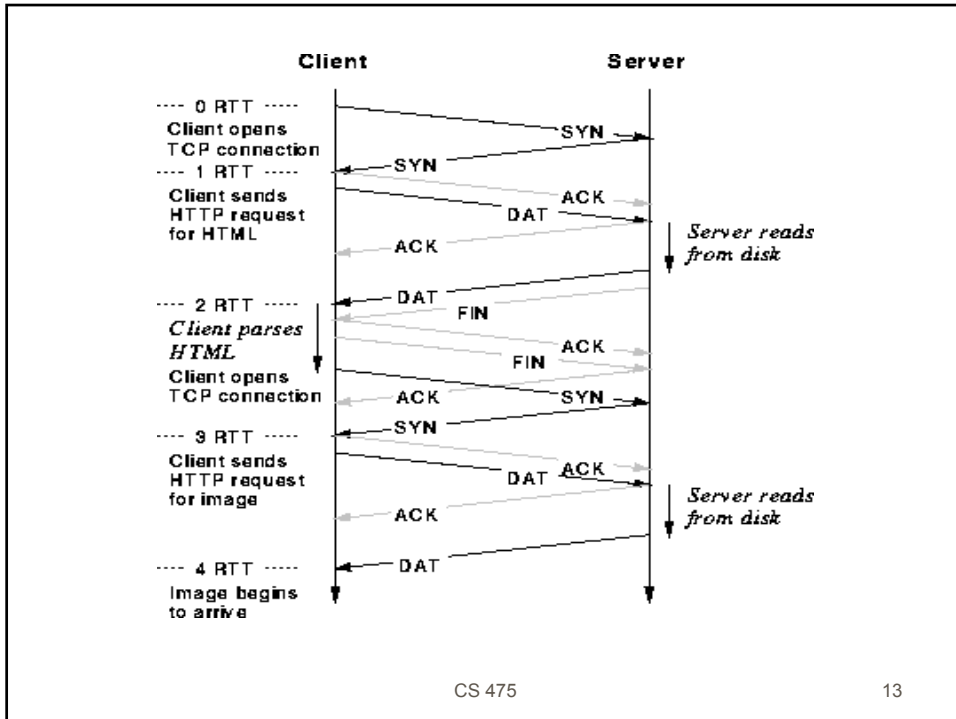 Client Server
---- 0 RTT -----
Client opens
TCP connection
SYN
SYN
---- 1 RTT -----
Client sends
HTTP request
for HTML
ACK
DAT
ACK
Server reads
from disk
DAT
---- 2 RTT -----
FIN
Client parses
HTML
ACK
FIN
Client opens
TCP connection
ACK
SYN
SYN
---- 3 RTT -----
Client sends
HTTP request
for image
ACK
DAT
ACK
Server reads
from disk
DAT
---- 4 RTT -----
Image begins
to arrive
CS 475 13